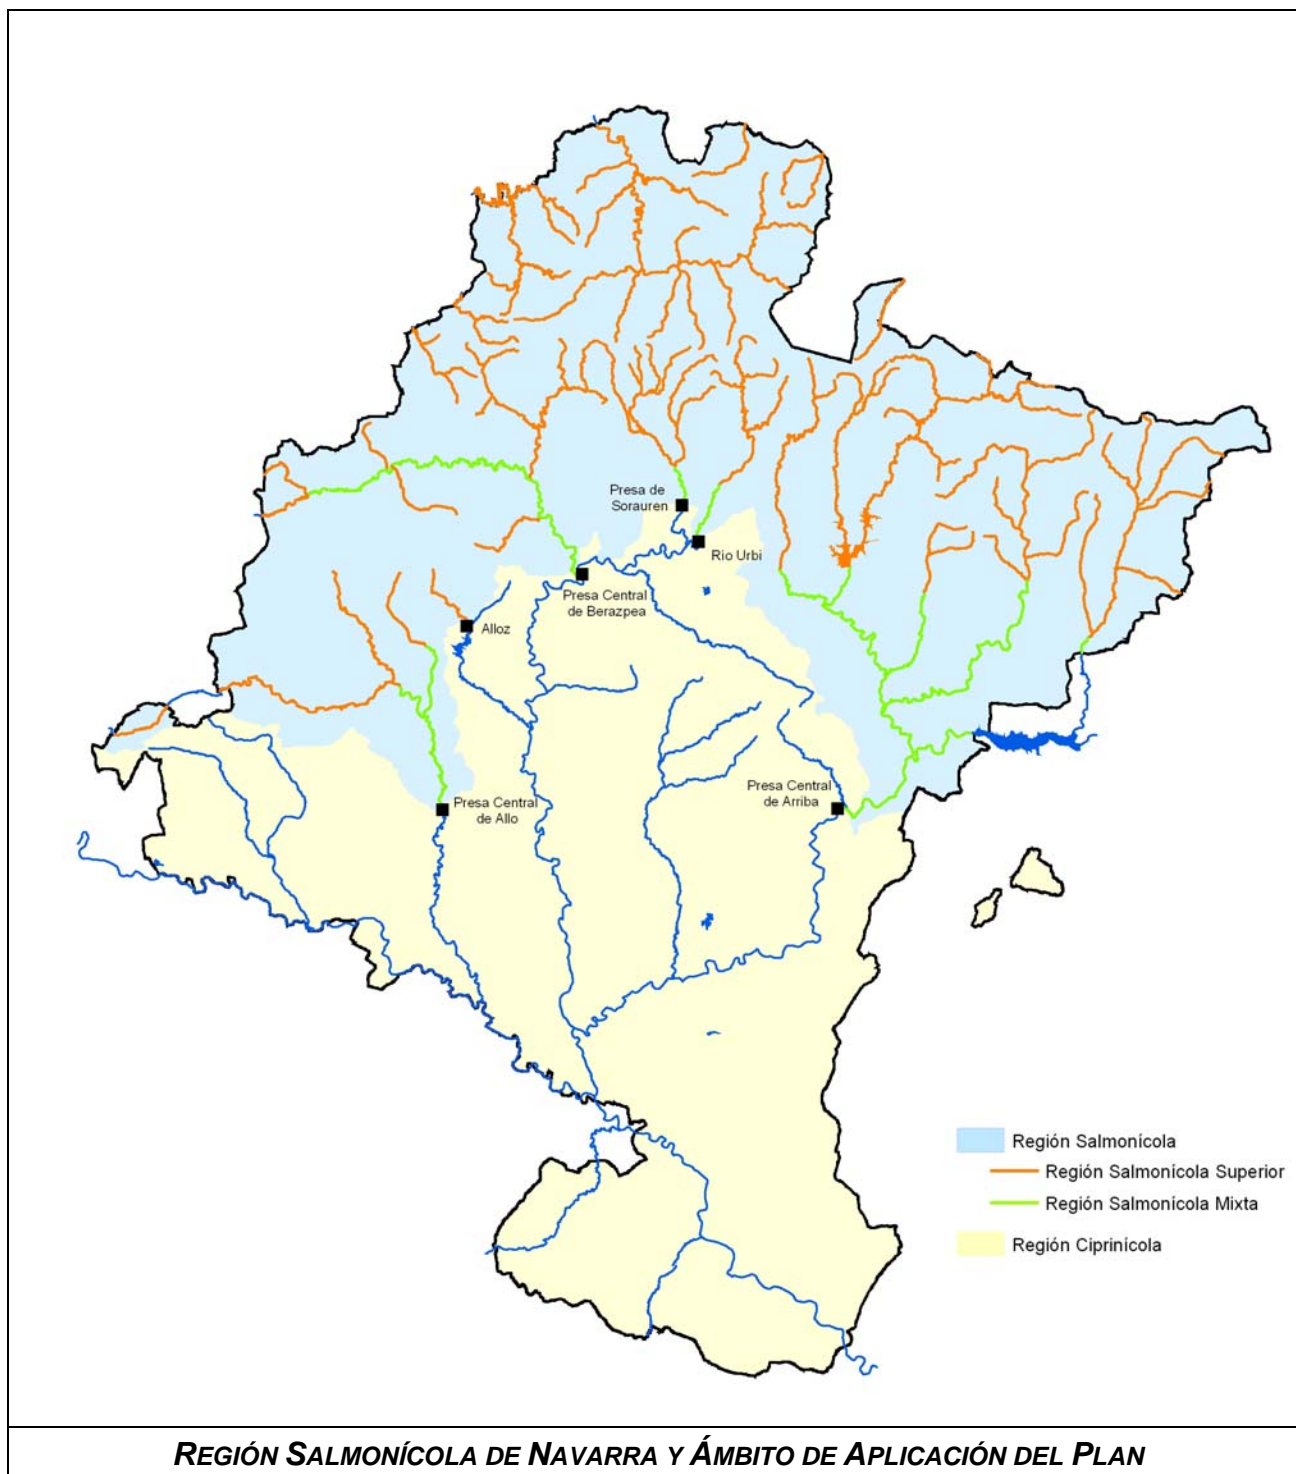 Presa de
Sorauren
Río Urbi
Presa Central
de Berazpea
Alloz
Presa Central
de Arriba
Presa Central
de Allo
Región Salmonícola
Región Salmonícola Superior
Región Salmonícola Mixta
Región Ciprinícola
REGIÓN SALMONÍCOLA DE NAVARRA Y ÁMBITO DE APLICACIÓN DEL PLAN